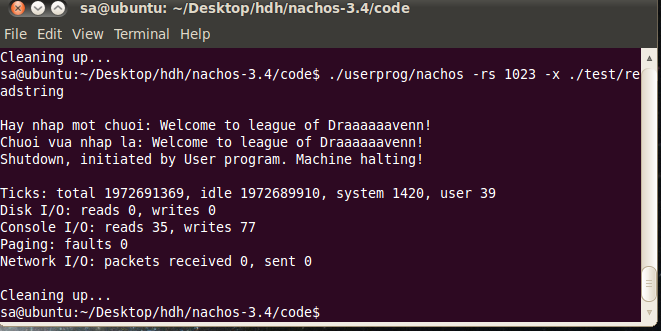 sa@ubuntu: ~/Desktop/hdh/nachos-3.4/code
File Edit View Terminal Help
Cleaning up...
sa@ubuntu:~/Desktop/hdh/nachos-3.4/code$ ./userprog/nachos -rs 1023 -x ./test/re
adstring
Hay nhap mot chuoi: Welcome to league of Draaaaaavenn!
Chuoi vua nhap la: Welcome to league of Draaaaaavenn!
Shutdown, initiated by User program. Machine halting!
Ticks: total 1972691369, idle 1972689910, system 1420, user 39
Disk I/O: reads 0, writes 0
Console I/O: reads 35, writes 77
Paging: faults 0
Network I/O: packets received 0, sent 0
Cleaning up...
sa@ubuntu:~/Desktop/hdh/nachos-3.4/code$